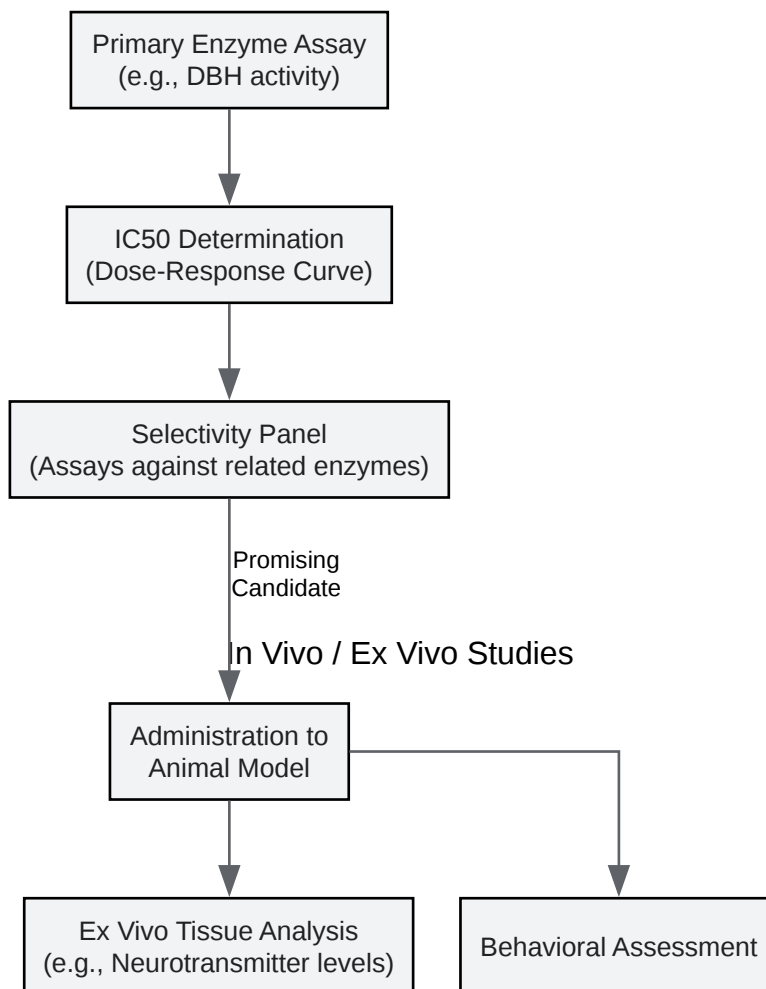 Primary Enzyme Assay
(e.g., DBH activity)
IC50 Determination
(Dose-Response Curve)
Selectivity Panel
(Assays against related enzymes)
Promising
Candidate
In Vivo / Ex Vivo Studies
Administration to
Animal Model
Ex Vivo Tissue Analysis
(e.g., Neurotransmitter levels)
Behavioral Assessment